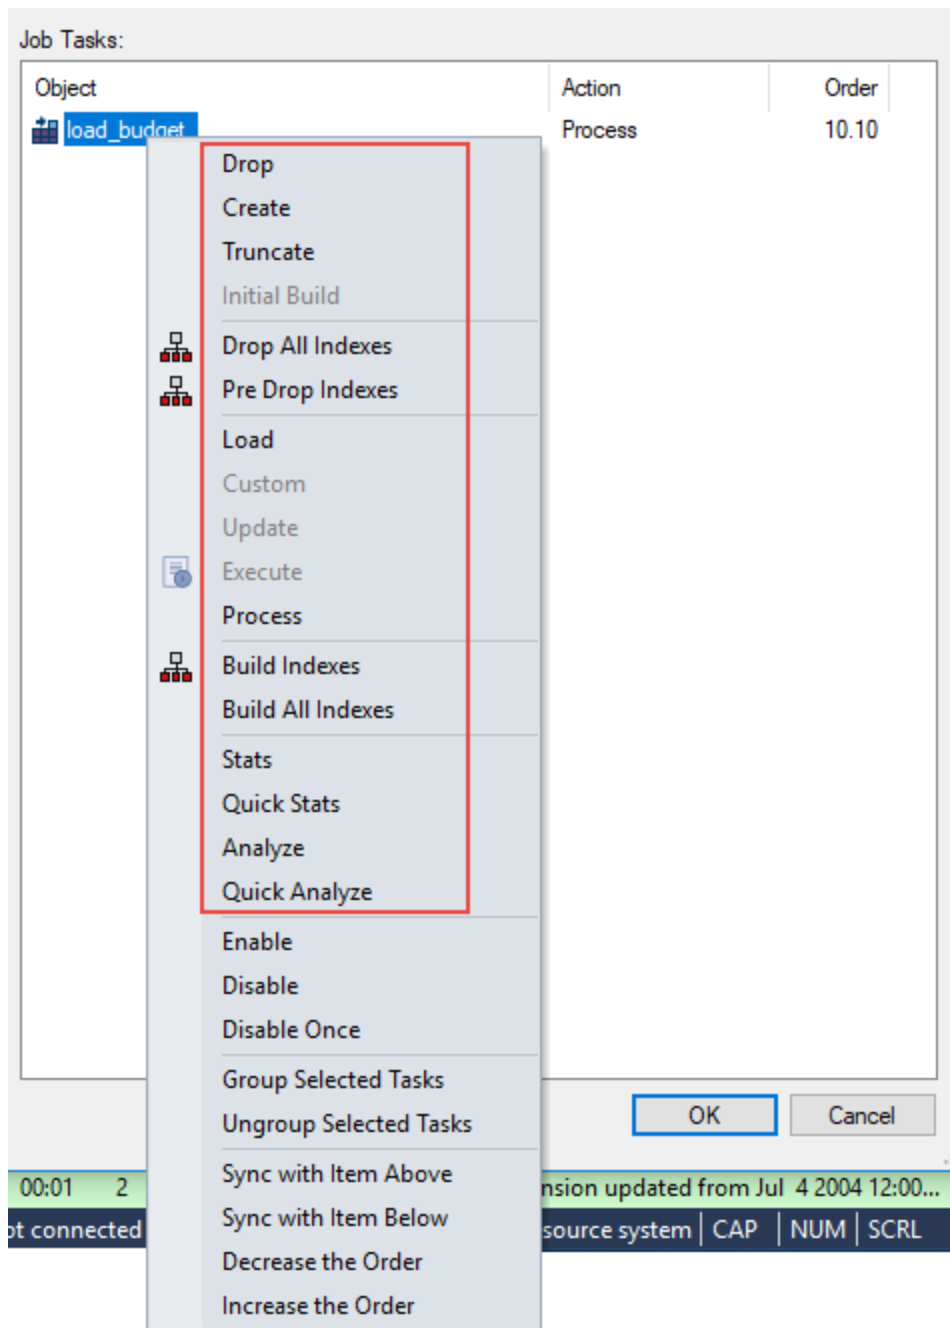 Job Tasks:
Object Action Order
load_budget Process 10.10
Drop
Create
Truncate
Initial Build
Drop All Indexes
Pre Drop Indexes
Load
Custom
Update
Execute
Process
Build Indexes
Build All Indexes
Stats
Quick Stats
Analyze
Quick Analyze
Enable
Disable
Disable Once
Group Selected Tasks
Ungroup Selected Tasks
OK Cancel
Sync with Item Above
00:01 2 nsion updated from Jul 4 2004 12:00...
Sync with Item Below
ot connected source system CAP NUM SCRL
Decrease the Order
Increase the Order